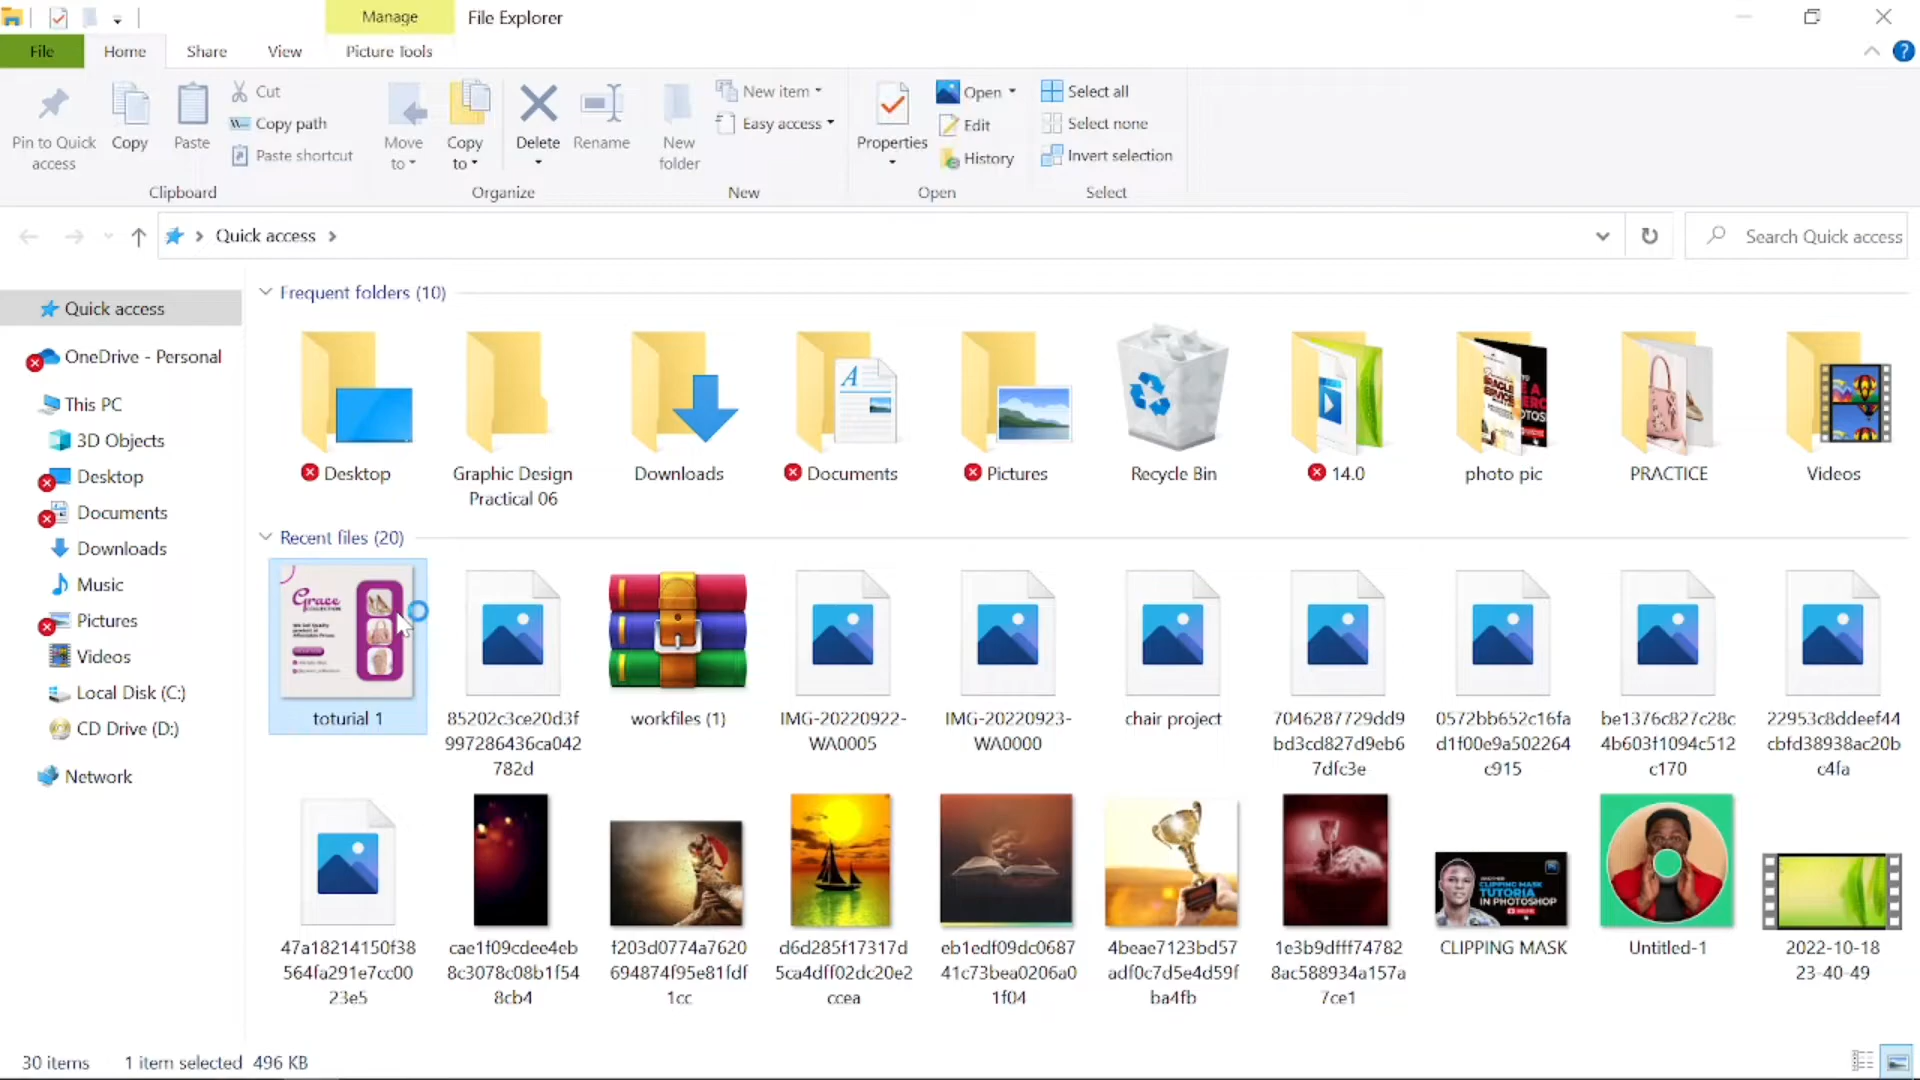 Manage
File Explorer
File
Home
Share
View
Picture Tools
Pin to Quick
access
Copy
Paste
Cut
Copy path
Paste shortcut
Clipboard
Move
to
Copy
to
Delete
Rename
Organize
New
folder
New item
Easy access
New
Properties
Open
Edit
History
Open
Select all
Select none
Invert selection
Select
Quick access
Search Quick access
Quick access
OneDrive - Personal
This PC
3D Objects
Desktop
Documents
Downloads
Music
Pictures
Videos
Local Disk (C:)
CD Drive (D:)
Network
Frequent folders (10)
Desktop
Graphic Design
Practical 06
Downloads
Documents
Pictures
Recycle Bin
14.0
photo pic
PRACTICE
Videos
Recent files (20)
Grace
COLLECTION
toturial 1
85202c3ce20d3f
997286436ca042
782d
workfiles (1)
IMG-20220922-
WA0005
IMG-20220923-
WA0000
chair project
7046287729dd9
bd3cd827d9eb6
7dfc3e
0572bb652c16fa
d1f00e9a502264
c915
be1376c827c28c
4b603f1094c512
c170
22953c8ddeef44
cbfd38938ac20b
c4fa
47a18214150f38
564fa291e7cc00
23e5
cae1f09cdee4eb
8c3078c08b1f54
8cb4
f203d0774a7620
694874f95e81fdf
1cc
d6d285f17317d
5ca4dff02dc20e2
ccea
eb1edf09dc0687
41c73bea0206a0
1f04
4beae7123bd57
adf0c7d5e4d59f
ba4fb
1e3b9dfff74782
8ac588934a157a
7ce1
CLIPPING MASK
TUTORIA
IN PHOTOSHOP
CLIPPING MASK
Untitled-1
2022-10-18
23-40-49
30 items
1 item selected 496 KB